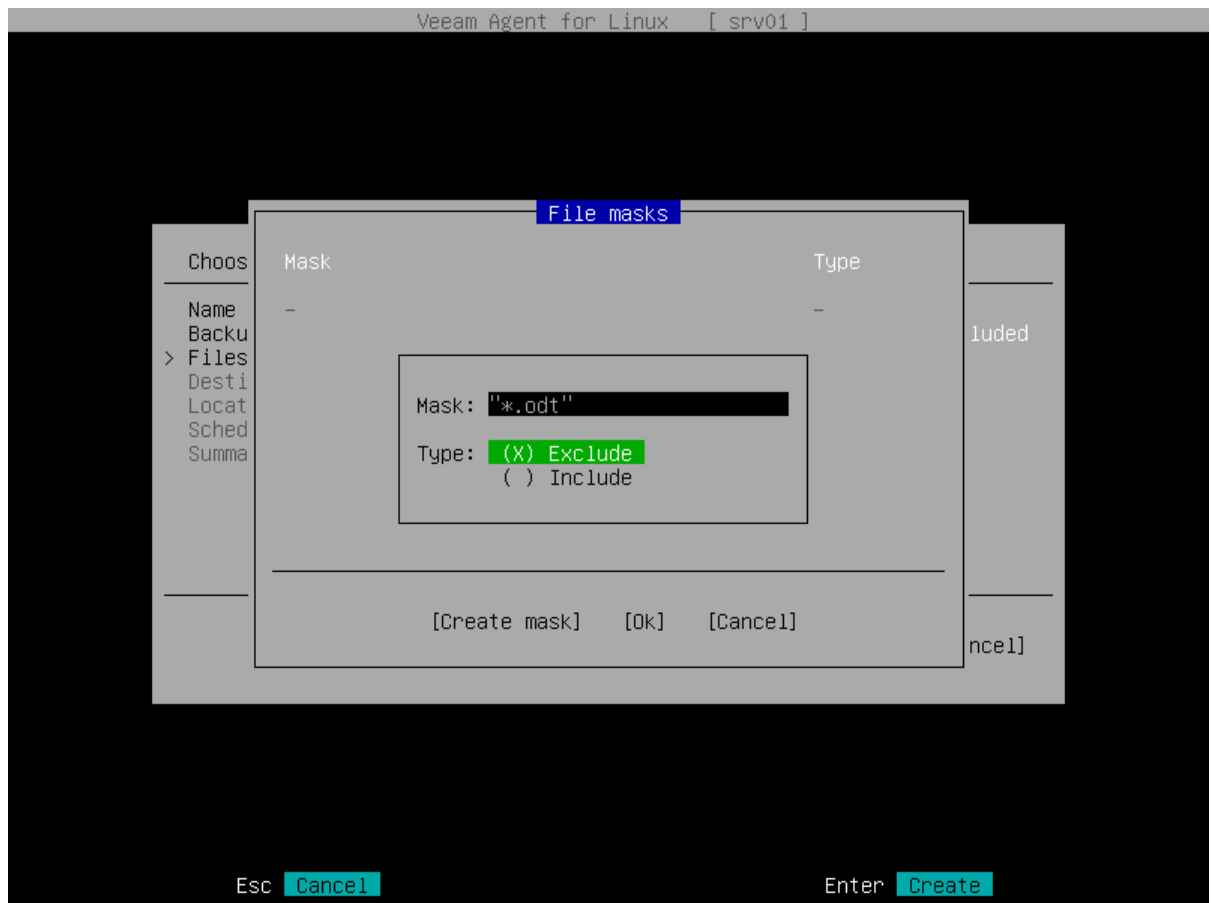 Veeam Agent for Linux [ srv01 ]
File masks
Choos
Mask Type
Name - -
Backu luded
> Files
Desti
Locat
Sched
Summa
Mask: "*.odt"
Type: (X) Exclude
( ) Include
[Create mask] [Ok] [Cancel]
ncel]
Esc Cancel Enter Create